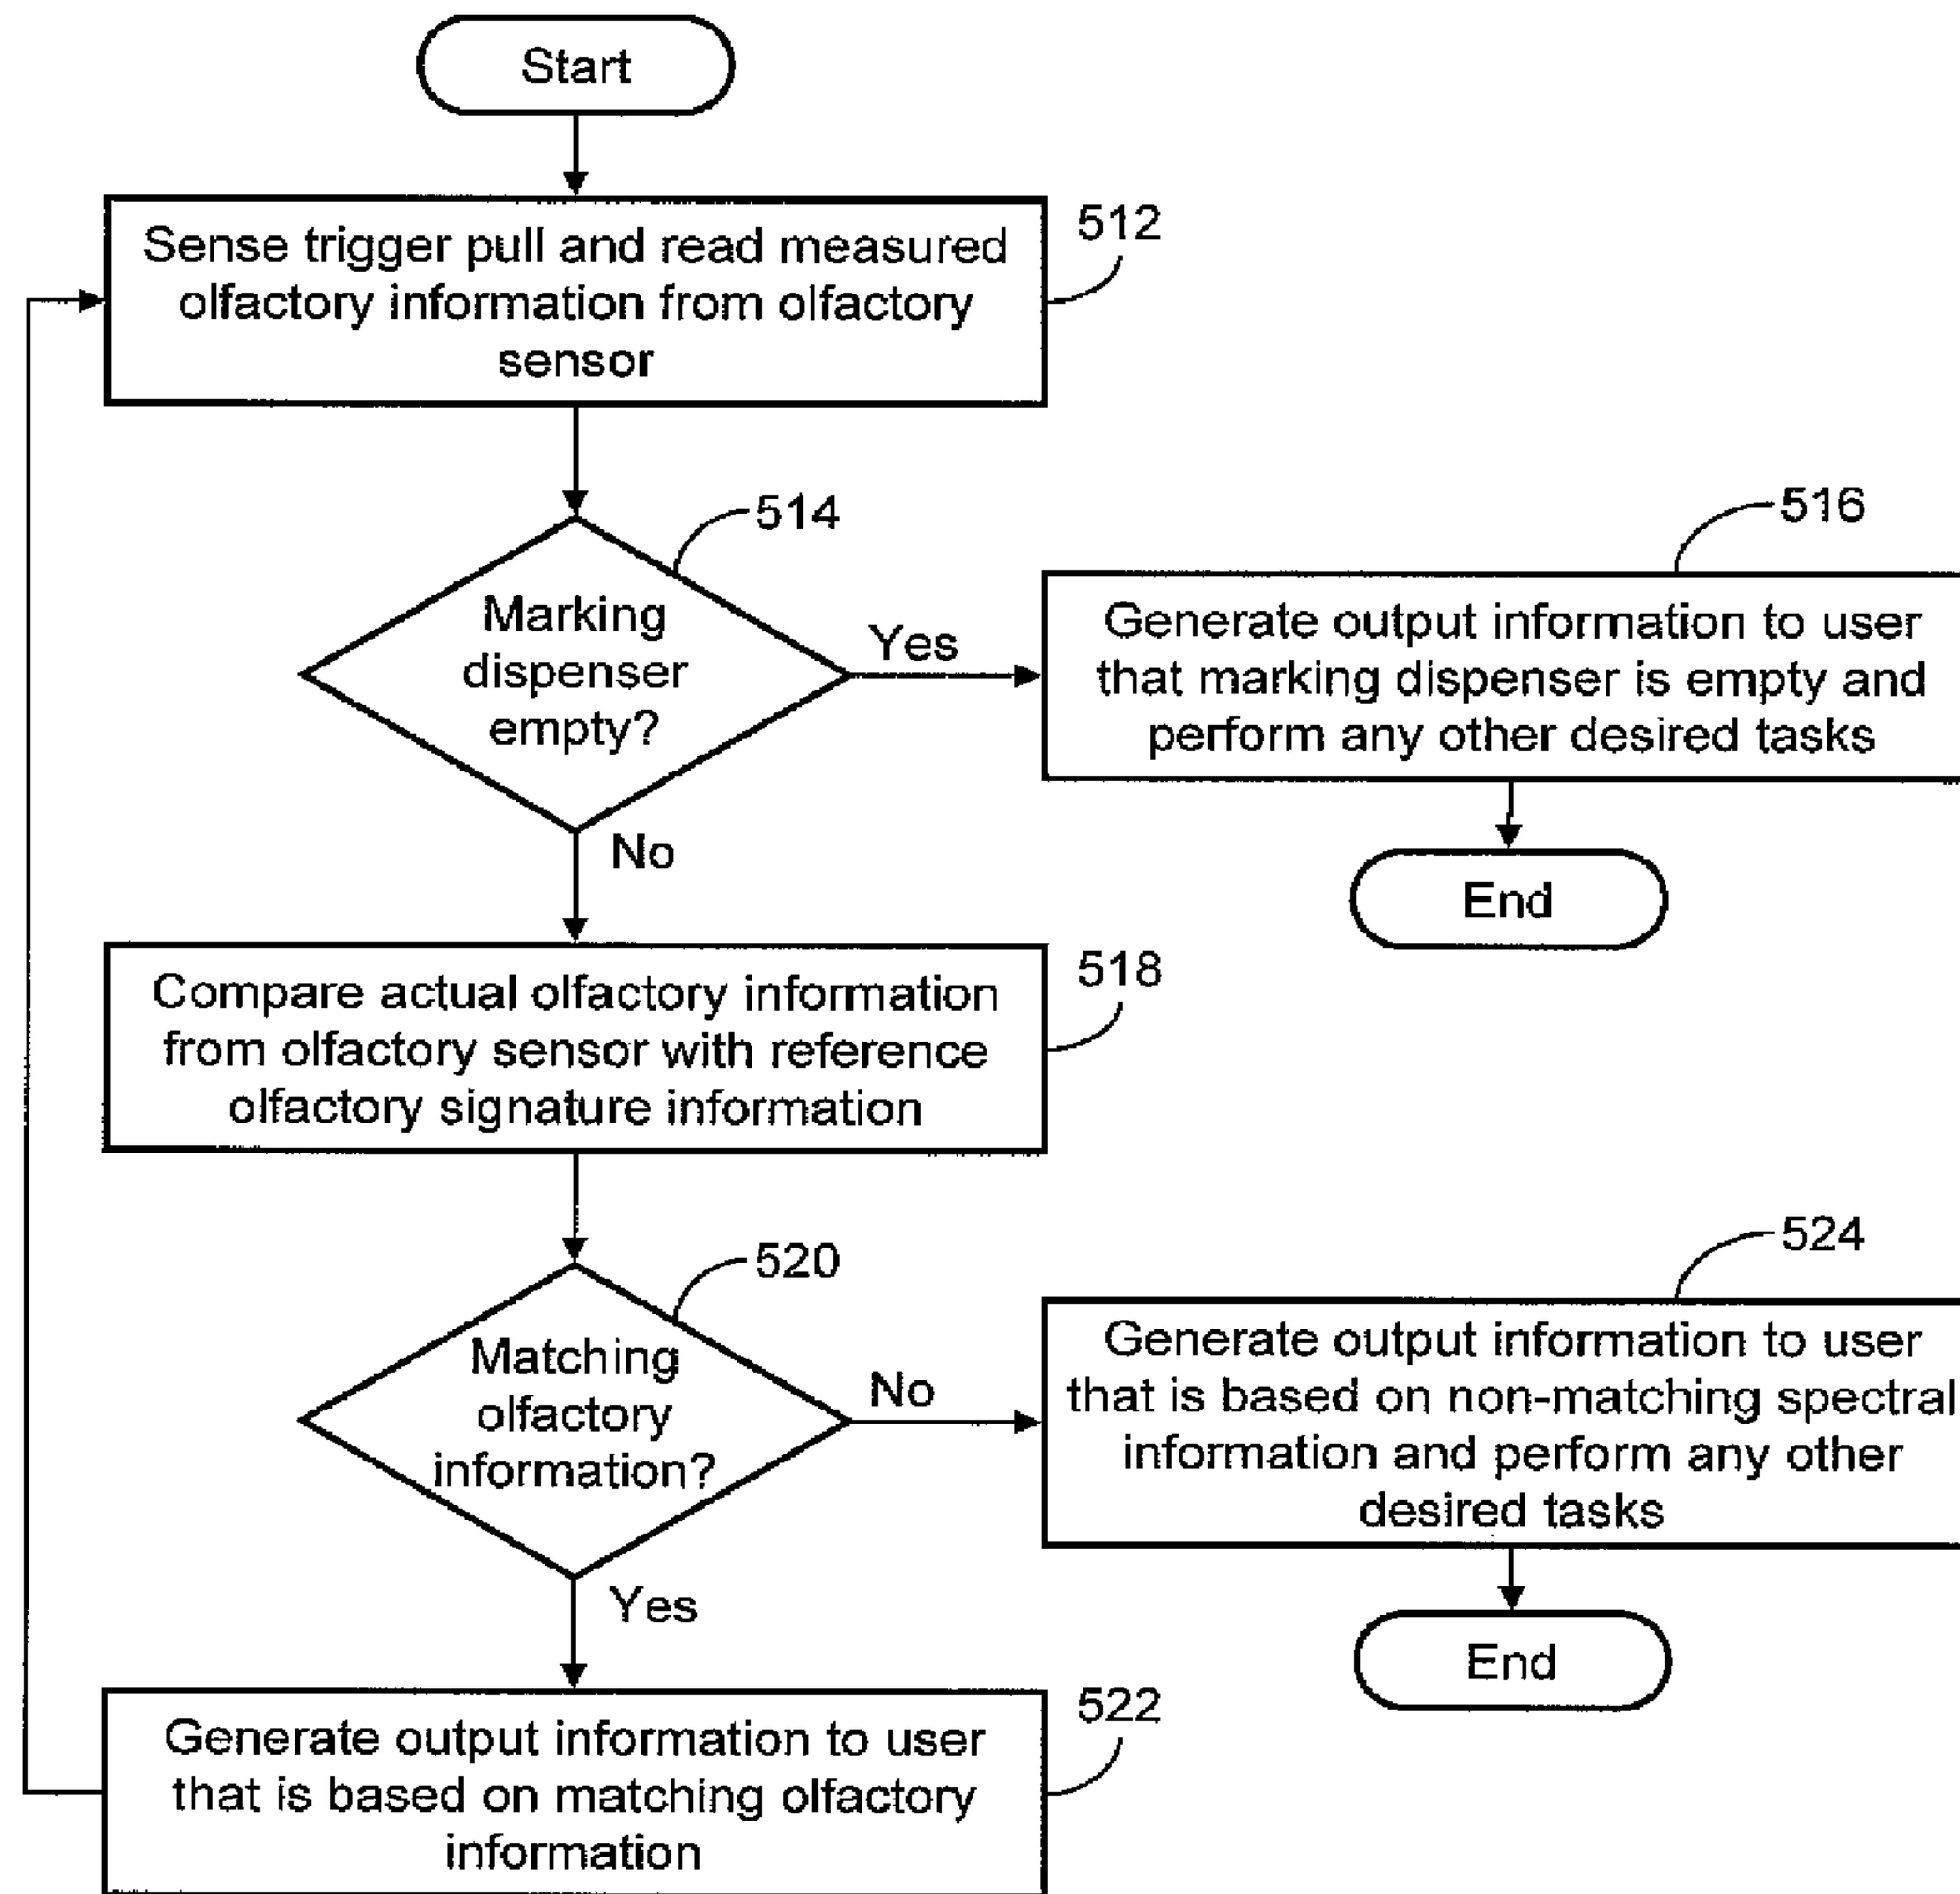 Start
Sense trigger pull and read measured
olfactory information from olfactory
sensor
512
Marking
dispenser
empty?
514
Yes
Generate output information to user
that marking dispenser is empty and
perform any other desired tasks
516
End
No
Compare actual olfactory information
from olfactory sensor with reference
olfactory signature information
518
Matching
olfactory
information?
520
No
Generate output information to user
that is based on non-matching spectral
information and perform any other
desired tasks
524
End
Yes
Generate output information to user
that is based on matching olfactory
information
522